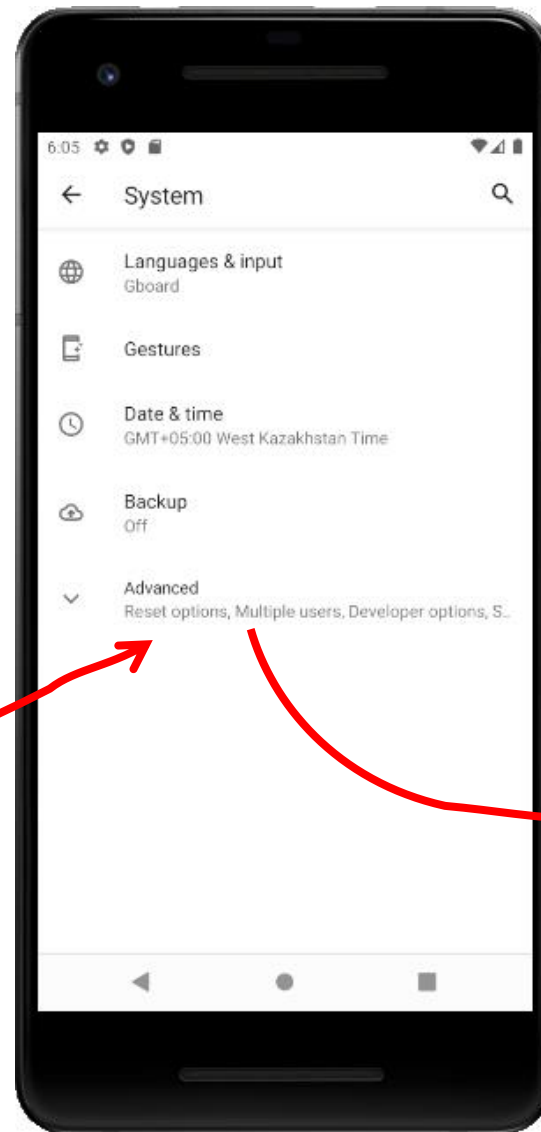 6:05
System
Languages & input
Gboard
Gestures
Date & time
GMT+05:00 West Kazakhstan Time
Backup
Off
Advanced
Reset options, Multiple users, Developer options, S..